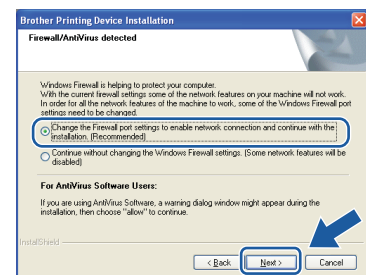 Brother Printing Device Installation
Firewall/AntiVirus detected
Windows Firewall is helping to protect your computer.
With the current firewall settings some of the network features on your machine will not work.
In order for all the network features of the machine to work, some of the Windows Firewall port
settings need to be changed.
Change the Firewall port settings to enable network connection and continue with the
installation. (Recommended)
Continue without changing the Windows Firewall settings. (Some network features will be
disabled)
For AntiVirus Software Users:
If you are using AntiVirus Software, a warning dialog window might appear during the
installation, then choose "allow" to continue.
InstallShield
< Back Next > Cancel